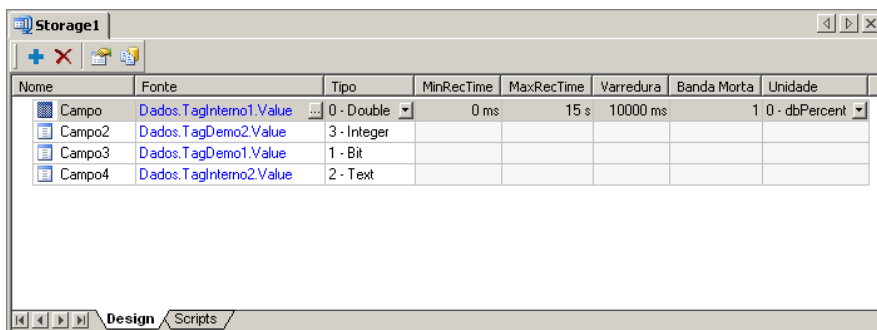 Storage1
Nome Fonte Tipo MinRecTime MaxRecTime Varredura Banda Morta Unidade
Campo Dados.TagInterno1.Value ... 0 - Double 0 ms 15 s 10000 ms 1 0 - dbPercent
Campo2 Dados.TagDemo2.Value 3 - Integer
Campo3 Dados.TagDemo1.Value 1 - Bit
Campo4 Dados.TagInterno2.Value 2 - Text
Design Scripts